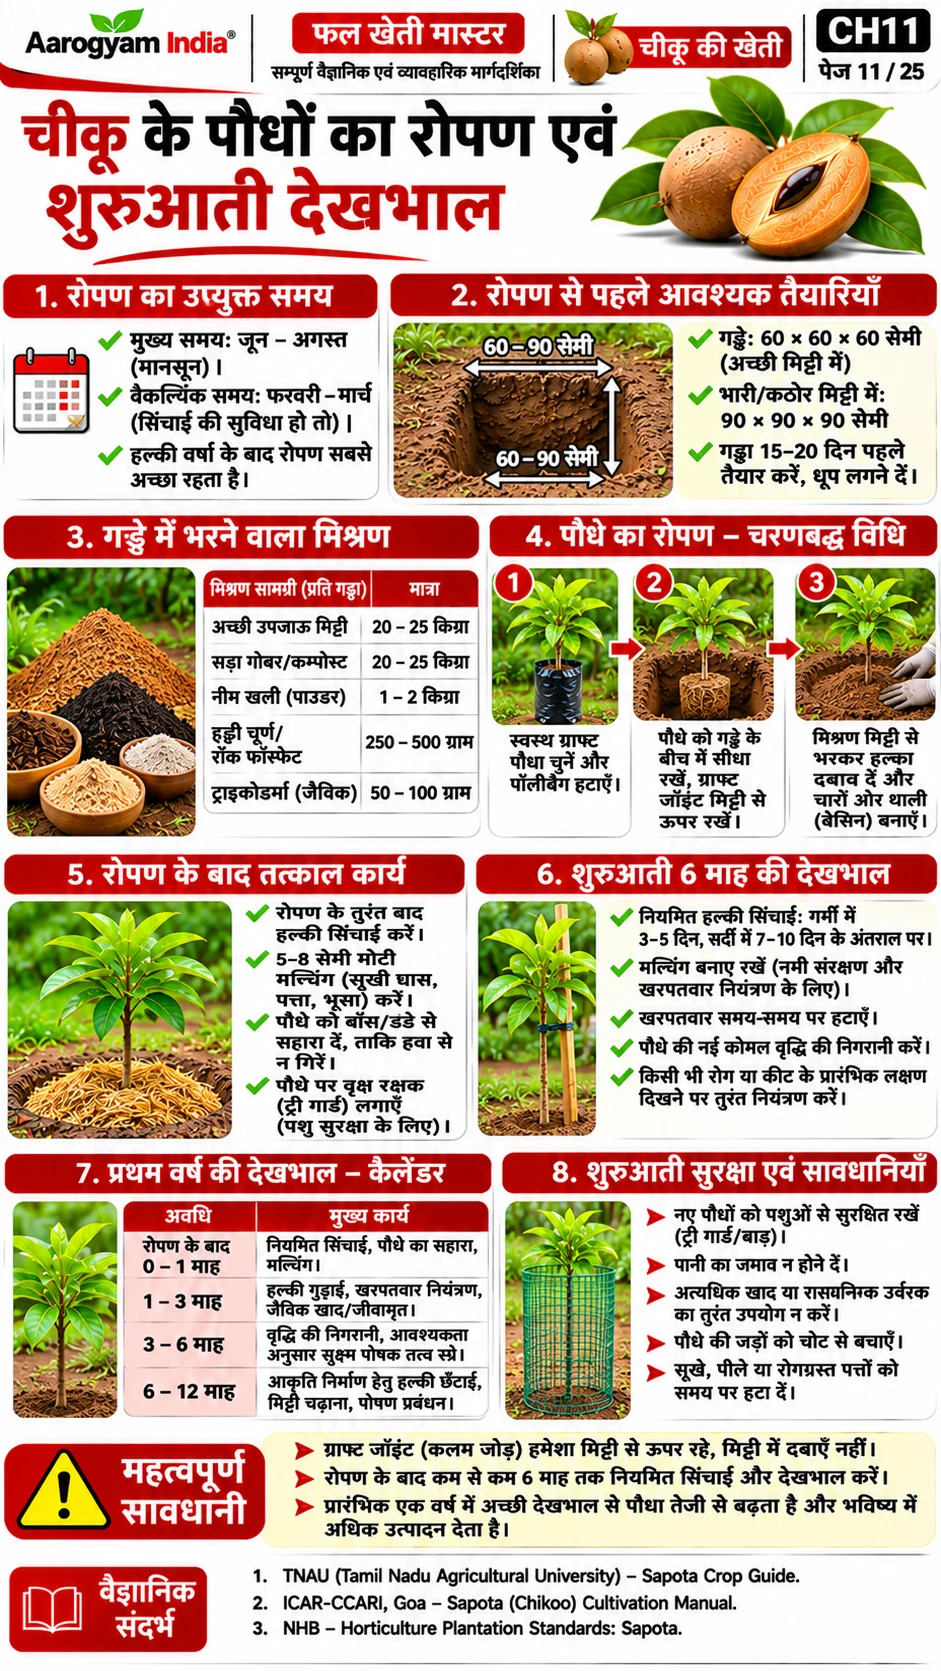 Aarogyam India®
फल खेती मास्टर
सम्पूर्ण वैज्ञानिक एवं व्यावहारिक मार्गदर्शिका
चीकू की खेती
CH11
पेज 11 / 25
चीकू के पौधों का रोपण एवं
शुरुआती देखभाल
1. रोपण का उपयुक्त समय
मुख्य समय: जून – अगस्त
(मानसून) ।
वैकल्पिक समय: फरवरी – मार्च
(सिंचाई की सुविधा हो तो) ।
हल्की वर्षा के बाद रोपण सबसे
अच्छा रहता है।
2. रोपण से पहले आवश्यक तैयारियाँ
60 – 90 सेमी
60 – 90 सेमी
गड्ढे: 60 × 60 × 60 सेमी
(अच्छी मिट्टी में)
भारी/कठोर मिट्टी में:
90 × 90 × 90 सेमी
गड्ढा 15–20 दिन पहले
तैयार करें, धूप लगने दें।
3. गड्ढे में भरने वाला मिश्रण
मिश्रण सामग्री (प्रति गड्ढा) मात्रा
अच्छी उपजाऊ मिट्टी 20 – 25 किग्रा
सड़ा गोबर/कम्पोस्ट 20 – 25 किग्रा
नीम खली (पाउडर) 1 – 2 किग्रा
हड्डी चूर्ण/
रॉक फॉस्फेट 250 – 500 ग्राम
ट्राइकोडर्मा (जैविक) 50 – 100 ग्राम
4. पौधे का रोपण – चरणबद्ध विधि
1
स्वस्थ ग्राफ्ट
पौधा चुनें और
पॉलीबैग हटाएँ।
2
पौधे को गड्ढे के
बीच में सीधा
रखें, ग्राफ्ट
जॉइंट मिट्टी से
ऊपर रखें।
3
मिश्रण मिट्टी से
भरकर हल्का
दबाव दें और
चारों ओर थाली
(बेसिन) बनाएँ।
5. रोपण के बाद तत्काल कार्य
रोपण के तुरंत बाद
हल्की सिंचाई करें।
5–8 सेमी मोटी
मल्चिंग (सूखी घास,
पत्ता, भूसा) करें।
पौधे को बाँस/डंडे से
सहारा दें, ताकि हवा से
न गिरें।
पौधे पर वृक्ष रक्षक
(ट्री गार्ड) लगाएँ
(पशु सुरक्षा के लिए)।
6. शुरुआती 6 माह की देखभाल
नियमित हल्की सिंचाई: गर्मी में
3–5 दिन, सर्दी में 7–10 दिन के अंतराल पर।
मल्चिंग बनाए रखें (नमी संरक्षण और
खरपतवार नियंत्रण के लिए)।
खरपतवार समय-समय पर हटाएँ।
पौधे की नई कोमल वृद्धि की निगरानी करें।
किसी भी रोग या कीट के प्रारंभिक लक्षण
दिखने पर तुरंत नियंत्रण करें।
7. प्रथम वर्ष की देखभाल – कैलेंडर
अवधि मुख्य कार्य
रोपण के बाद
0 – 1 माह
नियमित सिंचाई, पौधे का सहारा,
मल्चिंग।
1 – 3 माह
हल्की गुड़ाई, खरपतवार नियंत्रण,
जैविक खाद/जीवामृत।
3 – 6 माह
वृद्धि की निगरानी, आवश्यकता
अनुसार सूक्ष्म पोषक तत्व स्प्रे।
6 – 12 माह
आकृति निर्माण हेतु हल्की छँटाई,
मिट्टी चढ़ाना, पोषण प्रबंधन।
8. शुरुआती सुरक्षा एवं सावधानियाँ
नए पौधों को पशुओं से सुरक्षित रखें
(ट्री गार्ड/बाड़)।
पानी का जमाव न होने दें।
अत्यधिक खाद या रासायनिक उर्वरक
का तुरंत उपयोग न करें।
पौधे की जड़ों को चोट से बचाएँ।
सूखे, पीले या रोगग्रस्त पत्तों को
समय पर हटा दें।
महत्वपूर्ण
सावधानी
ग्राफ्ट जॉइंट (कलम जोड़) हमेशा मिट्टी से ऊपर रहे, मिट्टी में दबाएँ नहीं।
रोपण के बाद कम से कम 6 माह तक नियमित सिंचाई और देखभाल करें।
प्रारंभिक एक वर्ष में अच्छी देखभाल से पौधा तेजी से बढ़ता है और भविष्य में
अधिक उत्पादन देता है।
वैज्ञानिक
संदर्भ
1. TNAU (Tamil Nadu Agricultural University) – Sapota Crop Guide.
2. ICAR-CCARI, Goa – Sapota (Chikoo) Cultivation Manual.
3. NHB – Horticulture Plantation Standards: Sapota.